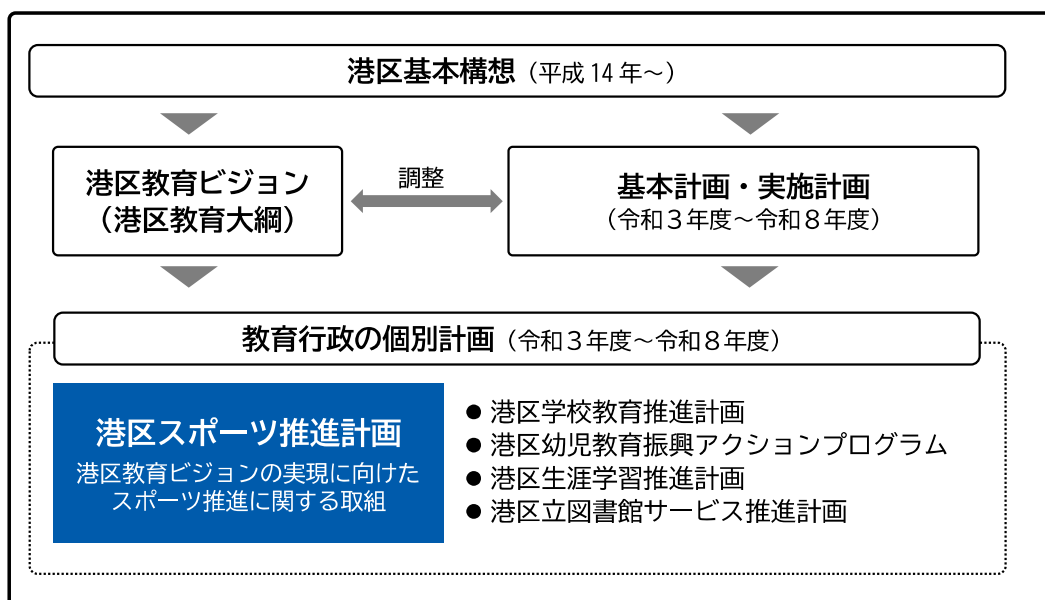 港区基本構想（平成14年～）
港区教育ビジョン
（港区教育大綱）
調整
基本計画・実施計画
（令和３年度～令和８年度）
教育行政の個別計画（令和３年度～令和８年度）
港区スポーツ推進計画
港区教育ビジョンの実現に向けた
スポーツ推進に関する取組
● 港区学校教育推進計画
● 港区幼児教育振興アクションプログラム
● 港区生涯学習推進計画
● 港区立図書館サービス推進計画